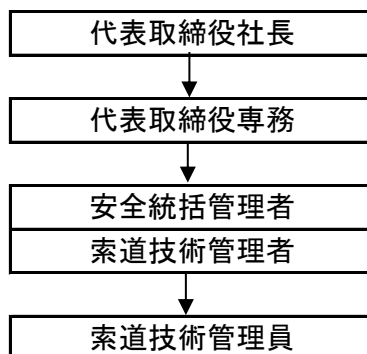 代表取締役社長
代表取締役専務
安全統括管理者
索道技術管理者
索道技術管理員